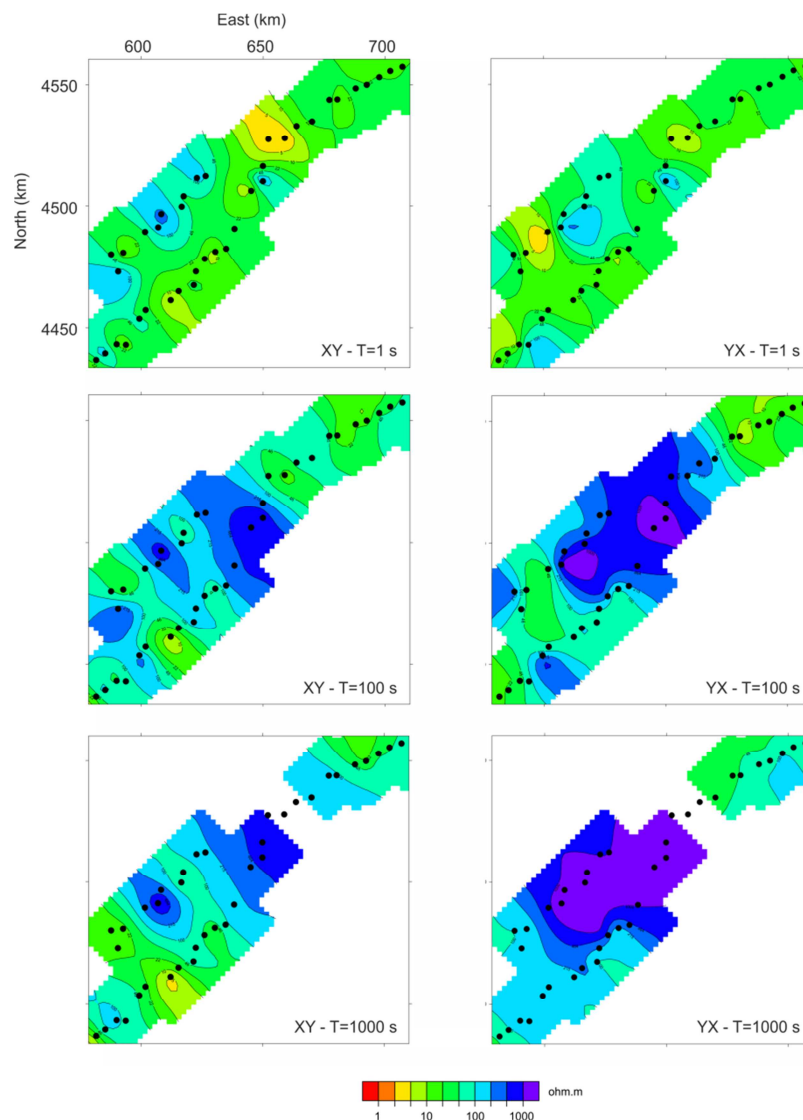 East (km)
600 650 700
North (km)
4550
4500
4450
XY - T=1 s
YX - T=1 s
XY - T=100 s
YX - T=100 s
XY - T=1000 s
YX - T=1000 s
ohm.m
1 10 100 1000